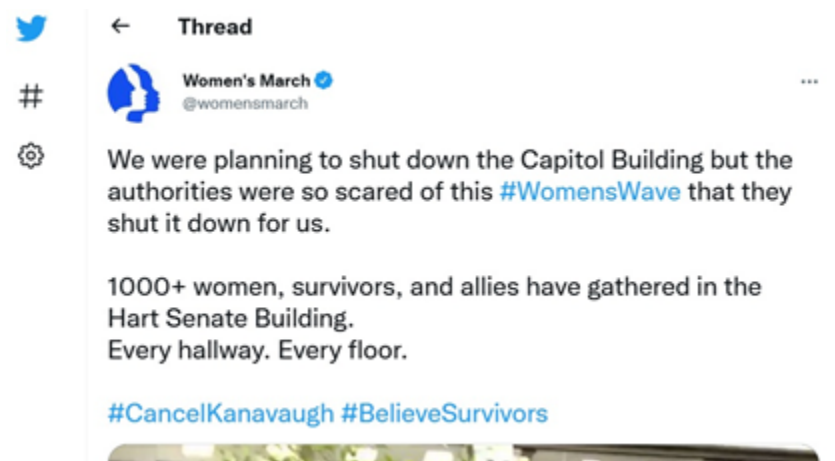 Thread
Women's March
@womensmarch
We were planning to shut down the Capitol Building but the
authorities were so scared of this #WomensWave that they
shut it down for us.
1000+ women, survivors, and allies have gathered in the
Hart Senate Building.
Every hallway. Every floor.
#CancelKanavaugh #BelieveSurvivors